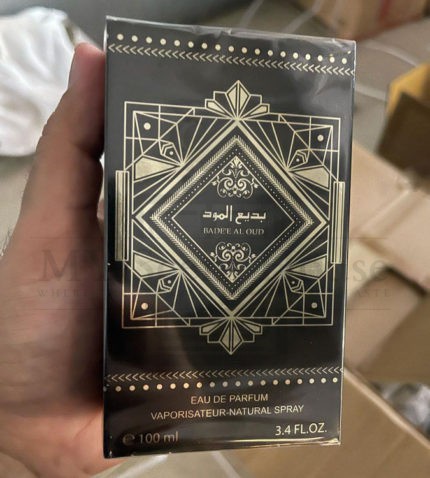 بديع العود
BADEE AL OUD
EAU DE PARFUM
VAPORISATEUR-NATURAL SPRAY
℮ 100 ml 3.4 FL.OZ.